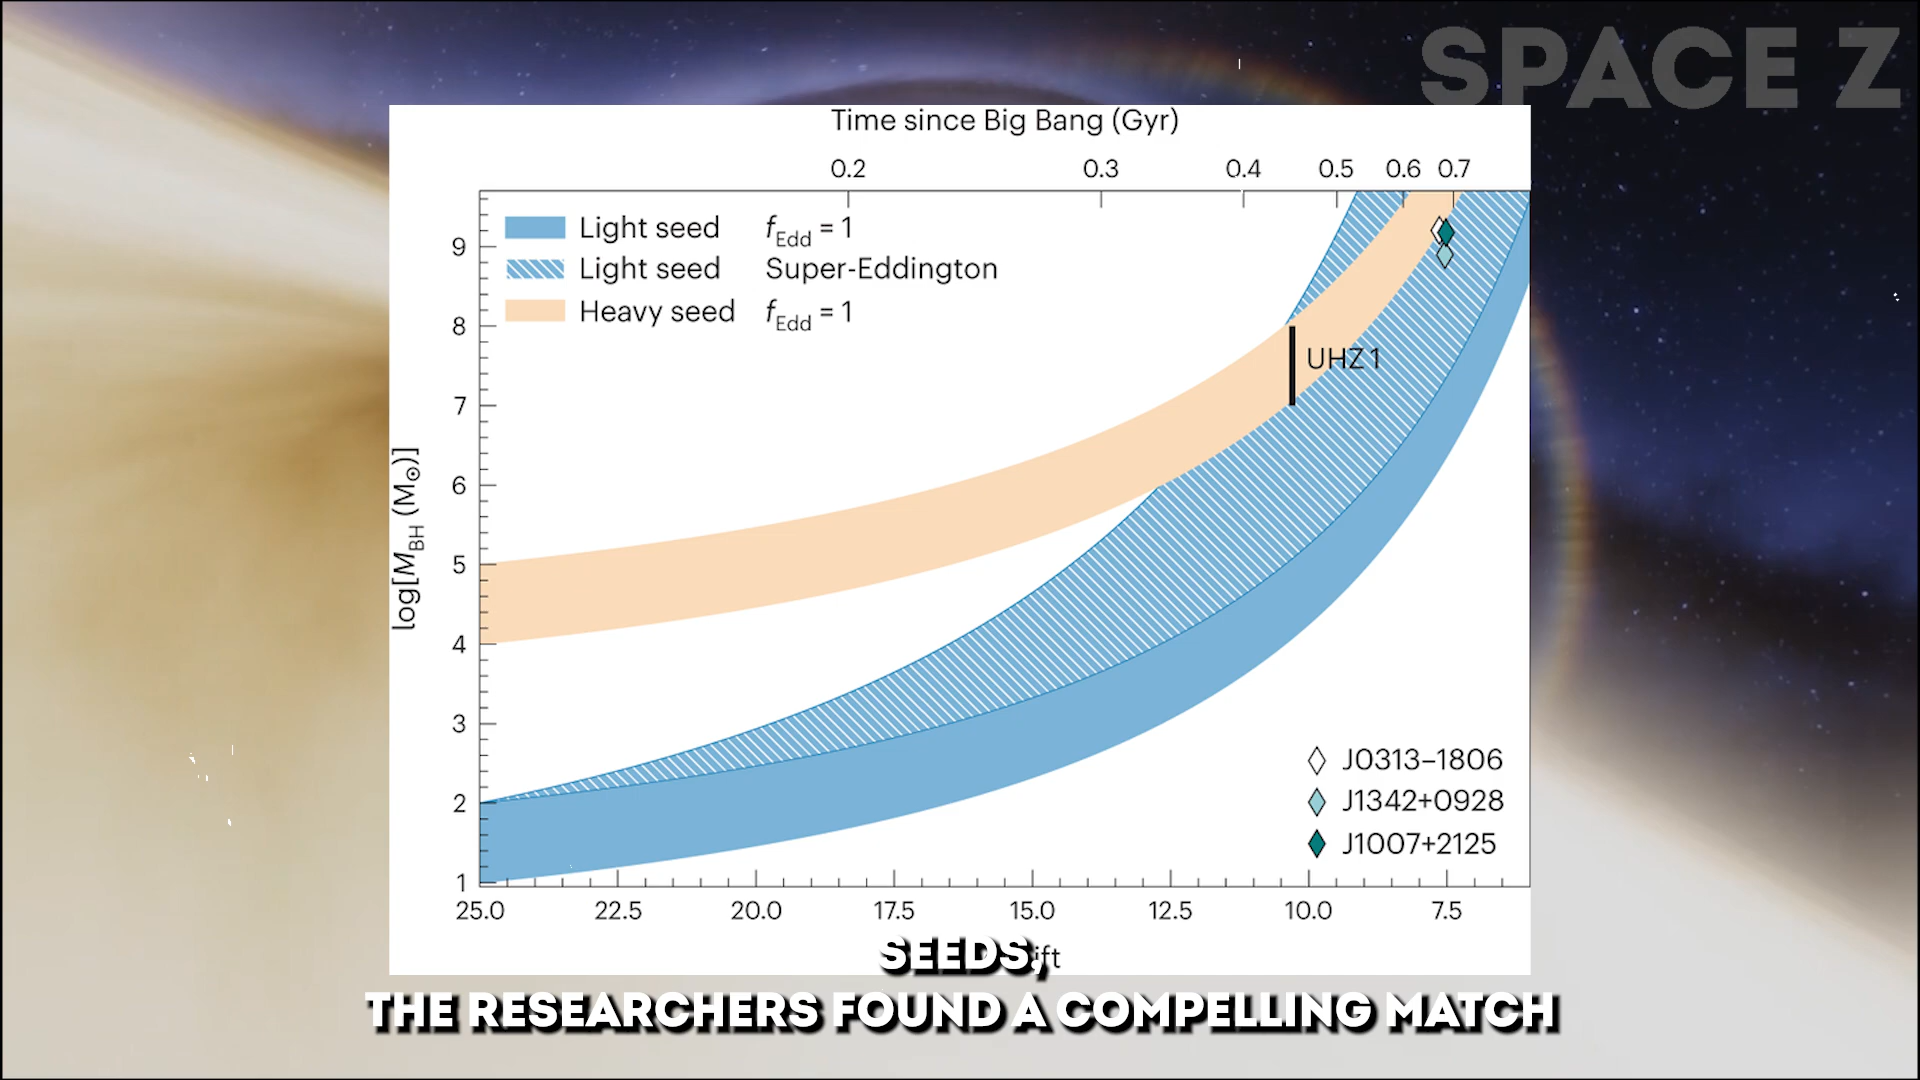 SPACE Z
Time since Big Bang (Gyr)
0.2 0.3 0.4 0.5 0.6 0.7
Light seed f_Edd = 1
Light seed Super-Eddington
Heavy seed f_Edd = 1
9
8
7
6
5
4
3
2
1
log[M_BH (M☉)]
UHZ1
J0313–1806
J1342+0928
J1007+2125
25.0 22.5 20.0 17.5 15.0 12.5 10.0 7.5
SEEDS,
THE RESEARCHERS FOUND A COMPELLING MATCH